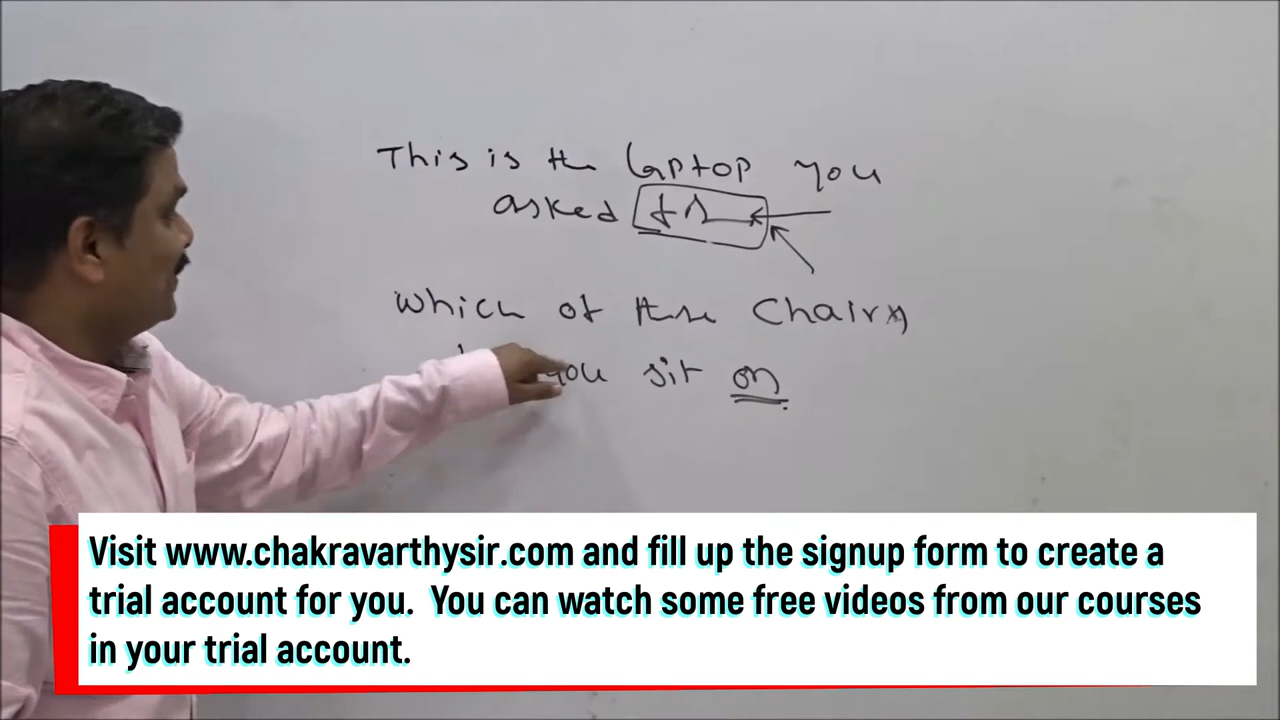 This is the laptop you
asked for
Which of these Chairs
you sit on
Visit www.chakravarthysir.com and fill up the signup form to create a
trial account for you. You can watch some free videos from our courses
in your trial account.